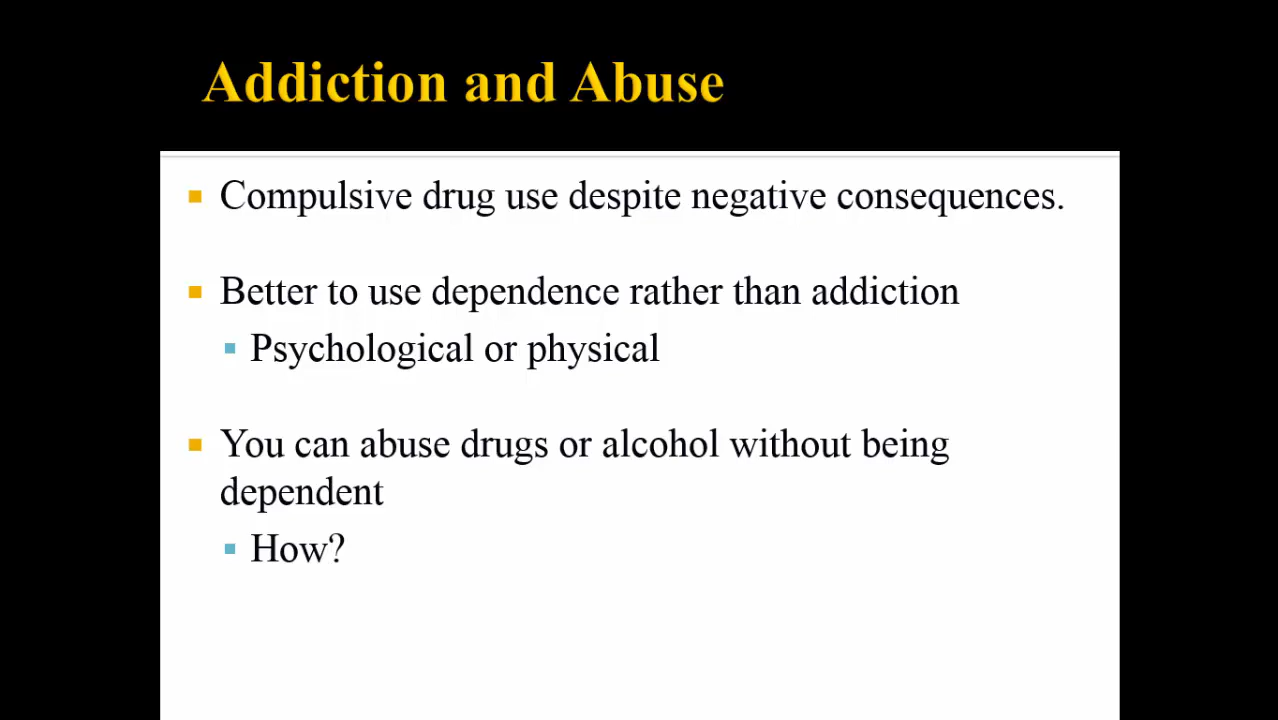 Addiction and Abuse
Compulsive drug use despite negative consequences.
Better to use dependence rather than addiction
Psychological or physical
You can abuse drugs or alcohol without being
dependent
How?